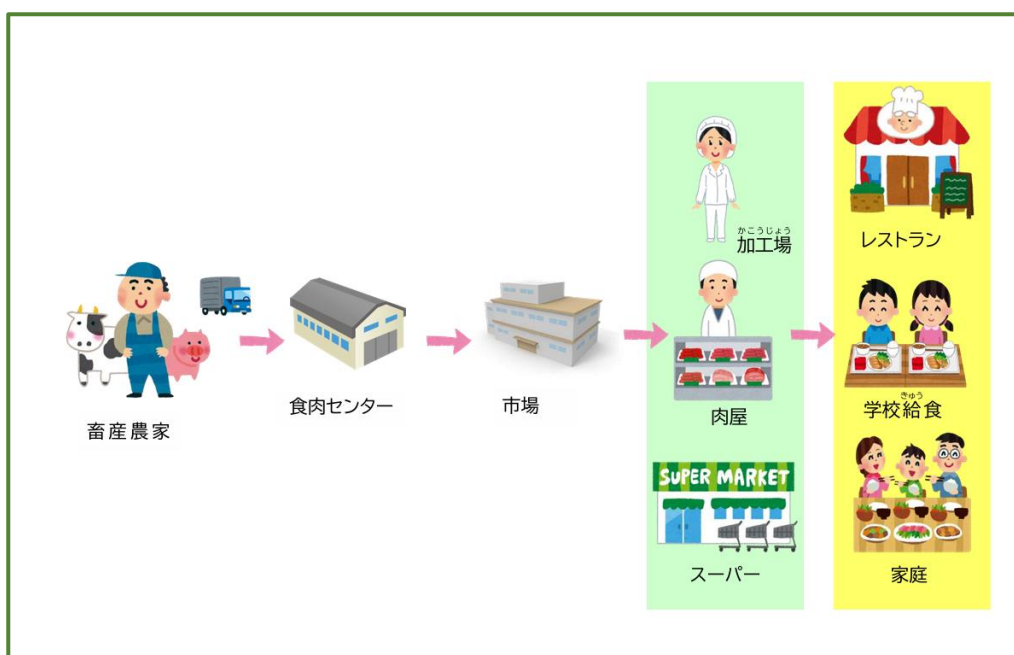 畜産農家
食肉センター
市場
かこうじょう
加工場
肉屋
SUPER MARKET
スーパー
レストラン
きゅう
学校給食
家庭